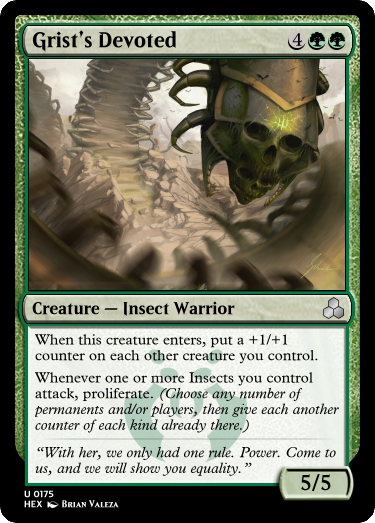 Grist's Devoted 4
Creature — Insect Warrior
When this creature enters, put a +1/+1
counter on each other creature you control.
Whenever one or more Insects you control
attack, proliferate. (Choose any number of
permanents and/or players, then give each another
counter of each kind already there.)
“With her, we only had one rule. Power. Come to
us, and we will show you equality.”
5/5
U 0175
HEX Brian Valeza